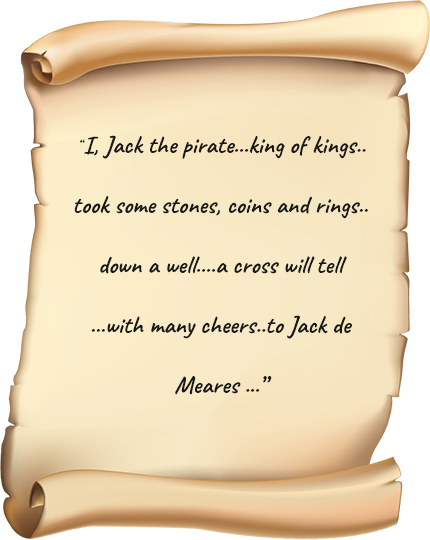 “I, Jack the pirate...king of kings..
took some stones, coins and rings..
down a well....a cross will tell
...with many cheers..to Jack de
Meares ...”